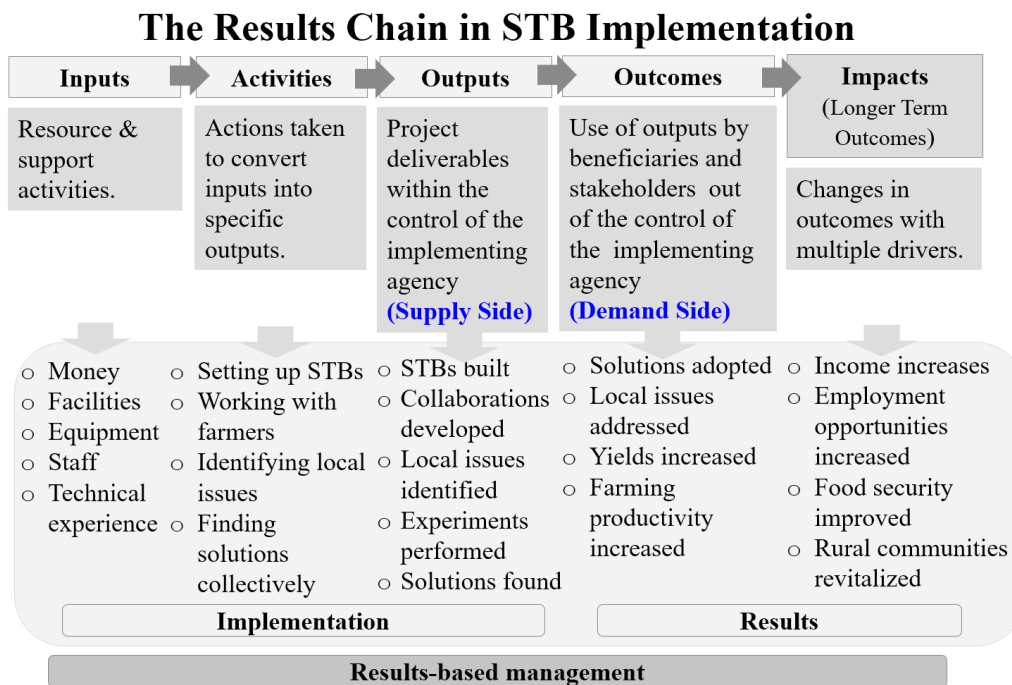 The Results Chain in STB Implementation
Inputs
Activities
Outputs
Outcomes
Impacts
(Longer Term
Outcomes)
Resource &
support
activities.
Actions taken
to convert
inputs into
specific
outputs.
Project
deliverables
within the
control of the
implementing
agency
(Supply Side)
Use of outputs by
beneficiaries and
stakeholders out
of the control of
the implementing
agency
(Demand Side)
Changes in
outcomes with
multiple drivers.
o Money
o Facilities
o Equipment
o Staff
o Technical
experience
o Setting up STBs
o Working with
farmers
o Identifying local
issues
o Finding
solutions
collectively
o STBs built
o Collaborations
developed
o Local issues
identified
o Experiments
performed
o Solutions found
o Solutions adopted
o Local issues
addressed
o Yields increased
o Farming
productivity
increased
o Income increases
o Employment
opportunities
increased
o Food security
improved
o Rural communities
revitalized
Implementation
Results
Results-based management